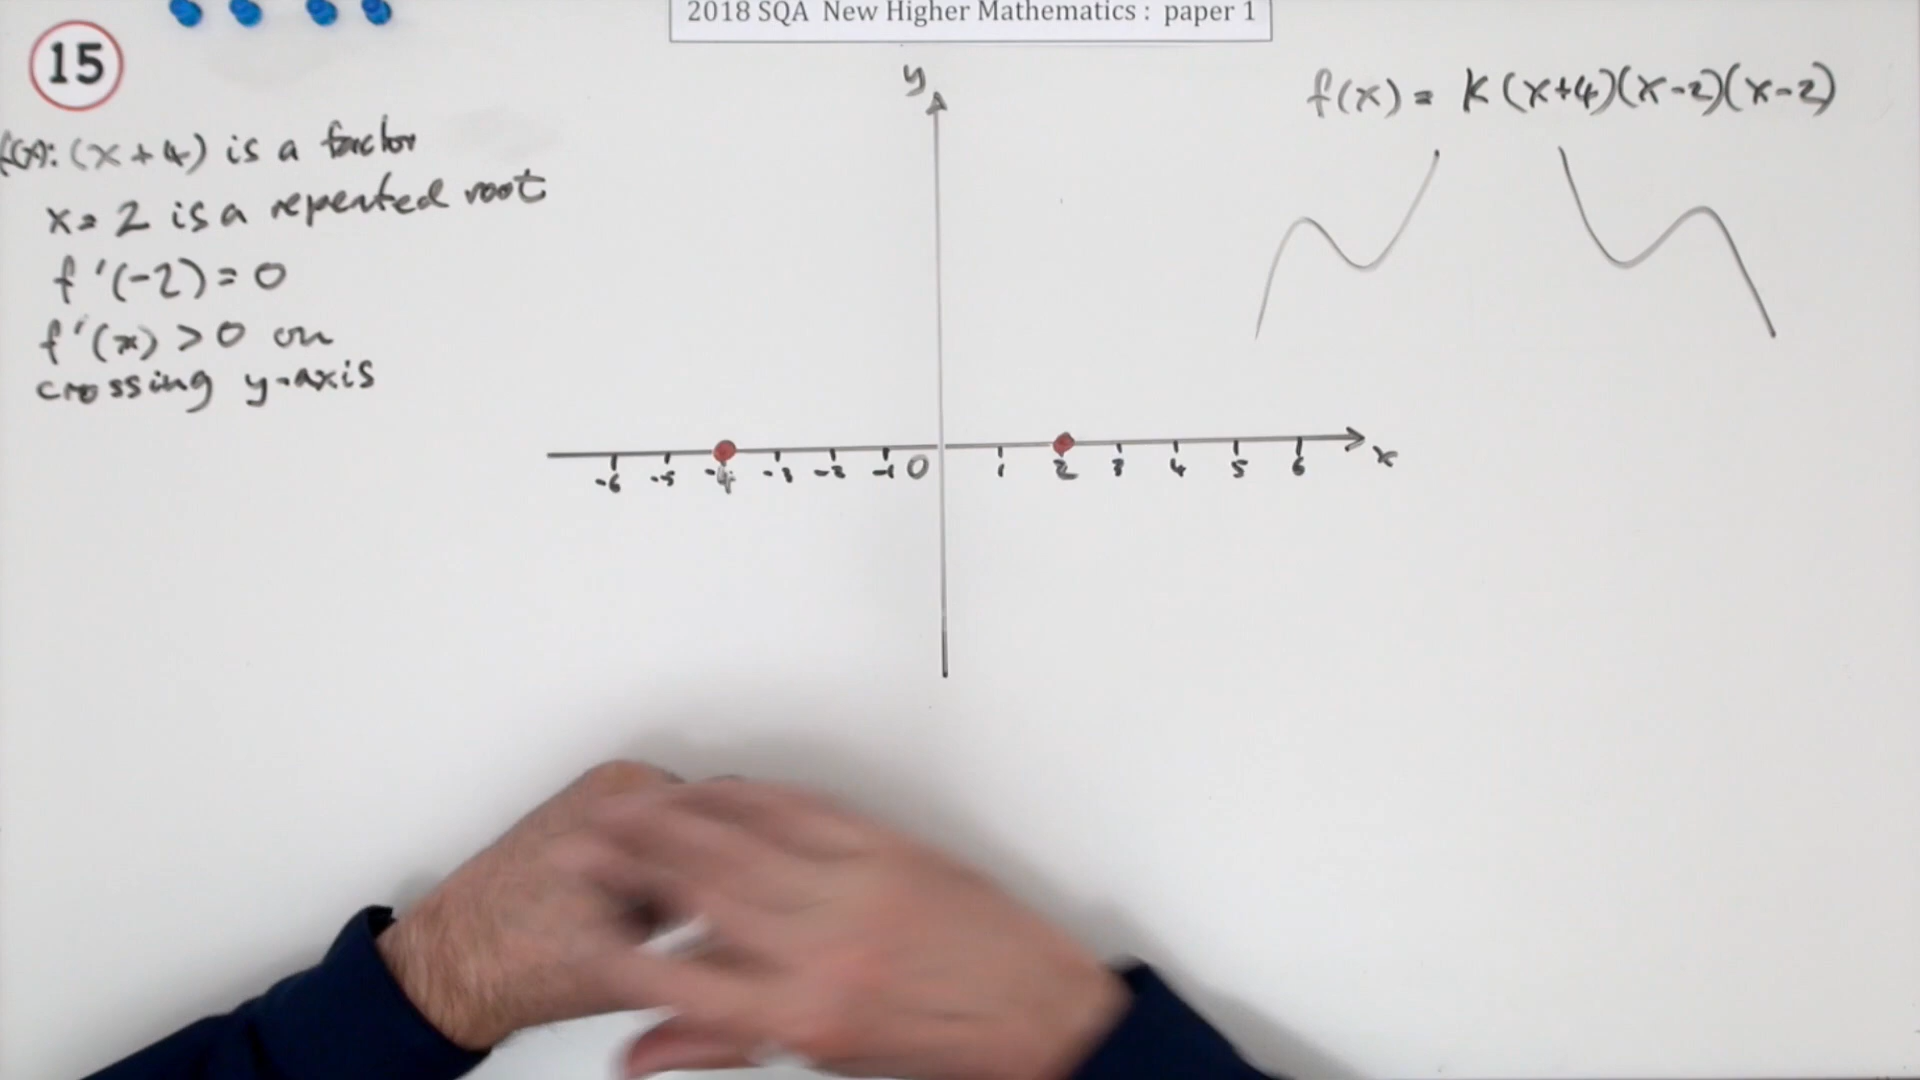 2018 SQA New Higher Mathematics : paper 1
15
f(x): (x+4) is a factor
x = 2 is a repeated root
f'(-2) = 0
f'(x) > 0 on
crossing y-axis
f(x) = K(x+4)(x-2)(x-2)
y
-6 -5 -4 -3 -2 -1 0 1 2 3 4 5 6 x